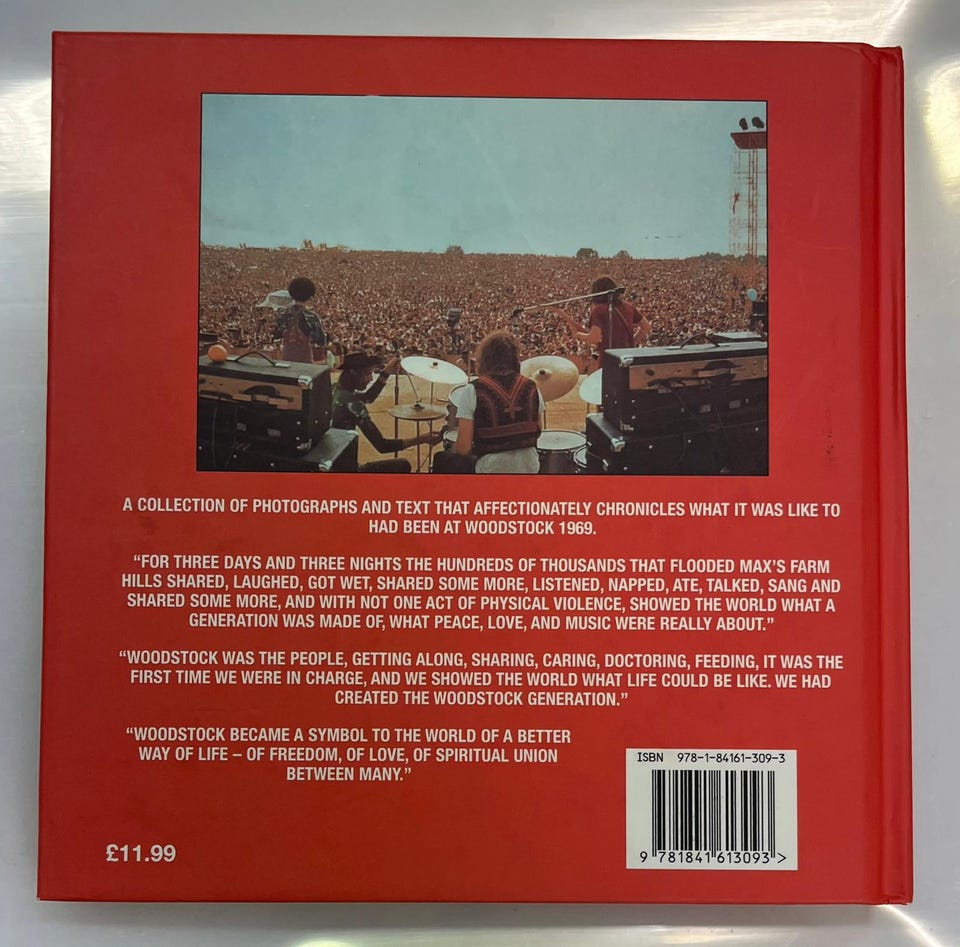 A COLLECTION OF PHOTOGRAPHS AND TEXT THAT AFFECTIONATELY CHRONICLES WHAT IT WAS LIKE TO
HAD BEEN AT WOODSTOCK 1969.
“FOR THREE DAYS AND THREE NIGHTS THE HUNDREDS OF THOUSANDS THAT FLOODED MAX’S FARM
HILLS SHARED, LAUGHED, GOT WET, SHARED SOME MORE, LISTENED, NAPPED, ATE, TALKED, SANG AND
SHARED SOME MORE, AND WITH NOT ONE ACT OF PHYSICAL VIOLENCE, SHOWED THE WORLD WHAT A
GENERATION WAS MADE OF, WHAT PEACE, LOVE, AND MUSIC WERE REALLY ABOUT.”
“WOODSTOCK WAS THE PEOPLE, GETTING ALONG, SHARING, CARING, DOCTORING, FEEDING, IT WAS THE
FIRST TIME WE WERE IN CHARGE, AND WE SHOWED THE WORLD WHAT LIFE COULD BE LIKE. WE HAD
CREATED THE WOODSTOCK GENERATION.”
“WOODSTOCK BECAME A SYMBOL TO THE WORLD OF A BETTER
WAY OF LIFE – OF FREEDOM, OF LOVE, OF SPIRITUAL UNION
BETWEEN MANY.”
£11.99
ISBN 978-1-84161-309-3
9 781841 613093 >